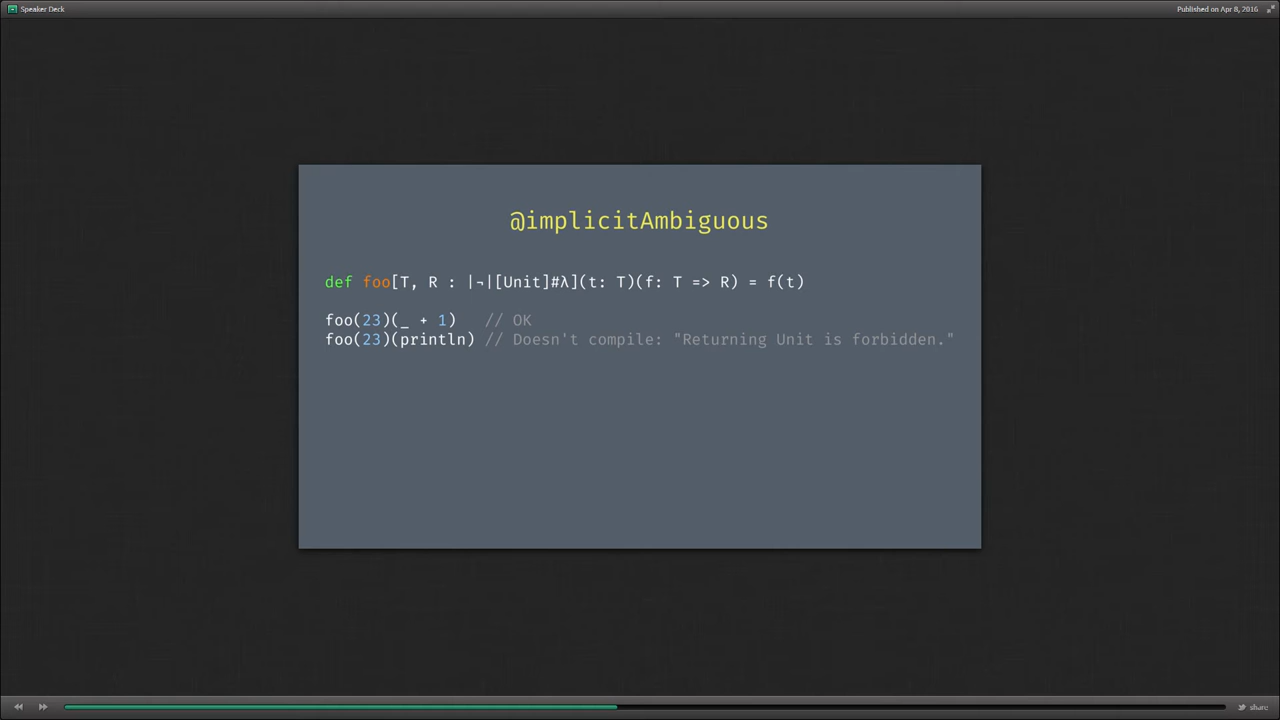 Speaker Deck
Published on Apr 8, 2016
@implicitAmbiguous
def foo[T, R : |¬|[Unit]#λ](t: T)(f: T => R) = f(t)
foo(23)(_ + 1)   // OK
foo(23)(println) // Doesn't compile: "Returning Unit is forbidden."
share